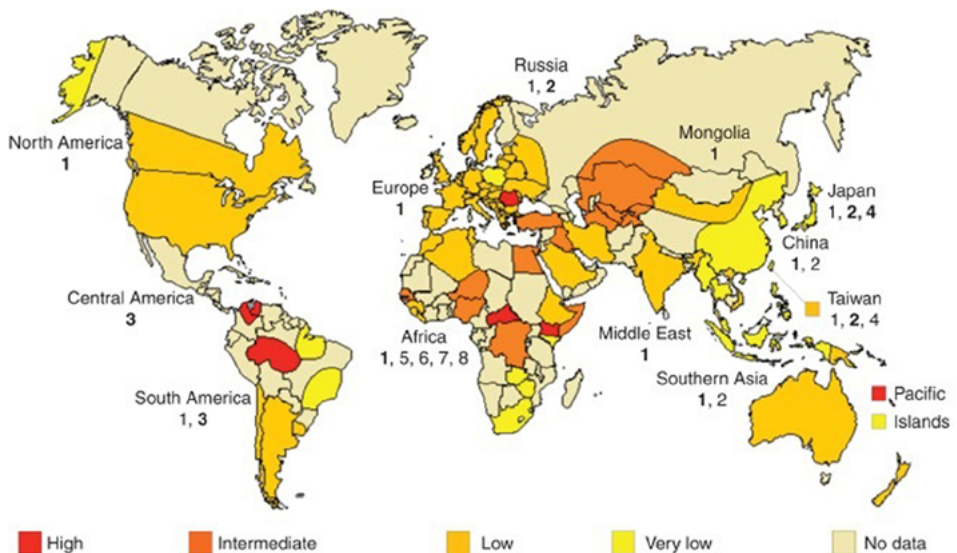 Russia
1, 2
Mongolia
1
North America
1
Europe
1
Japan
1, 2, 4
China
1, 2
Central America
3
Taiwan
1, 2, 4
Africa
1, 5, 6, 7, 8
Middle East
1
Southern Asia
1, 2
South America
1, 3
Pacific
Islands
High
Intermediate
Low
Very low
No data